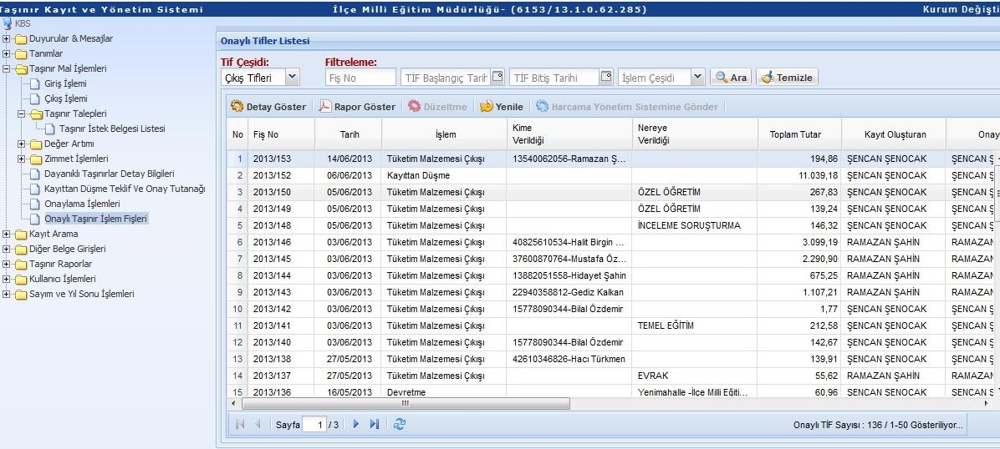 Taşınır Kayıt ve Yönetim Sistemi İlçe Milli Eğitim Müdürlüğü- (6153/13.1.0.62.285) Kurum Değişti
KBS
Duyurular & Mesajlar
Tanımlar
Taşınır Mal İşlemleri
Giriş İşlemi
Çıkış İşlemi
Taşınır Talepleri
Taşınır İstek Belgesi Listesi
Değer Artımı
Zimmet İşlemleri
Dayanıklı Taşınırlar Detay Bilgileri
Kayıttan Düşme Teklif Ve Onay Tutanağı
Onaylama İşlemleri
Onaylı Taşınır İşlem Fişleri
Kayıt Arama
Diğer Belge Girişleri
Taşınır Raporlar
Kullanıcı İşlemleri
Sayım ve Yıl Sonu İşlemleri
Onaylı Tifler Listesi
Tif Çeşidi: Filtreleme:
Çıkış Tifleri Fiş No TİF Başlangıç Tarih TİF Bitiş Tarihi İşlem Çeşidi Ara Temizle
Detay Göster Rapor Göster Düzeltme Yenile Harcama Yönetim Sistemine Gönder
No Fiş No Tarih İşlem Kime Verildiği Nereye Verildiği Toplam Tutar Kayıt Oluşturan Onay
1 2013/153 14/06/2013 Tüketim Malzemesi Çıkışı 13540062056-Ramazan Ş... 194,86 ŞENCAN ŞENOCAK ŞENCAN Ş
2 2013/152 06/06/2013 Kayıttan Düşme 11.039,18 ŞENCAN ŞENOCAK ŞENCAN Ş
3 2013/150 05/06/2013 Tüketim Malzemesi Çıkışı ÖZEL ÖĞRETİM 267,83 ŞENCAN ŞENOCAK ŞENCAN Ş
4 2013/149 05/06/2013 Tüketim Malzemesi Çıkışı ÖZEL ÖĞRETİM 139,24 ŞENCAN ŞENOCAK ŞENCAN Ş
5 2013/148 05/06/2013 Tüketim Malzemesi Çıkışı İNCELEME SORUŞTURMA 146,32 ŞENCAN ŞENOCAK ŞENCAN Ş
6 2013/146 03/06/2013 Tüketim Malzemesi Çıkışı 40825610534-Halit Birgin ... 3.099,19 RAMAZAN ŞAHİN RAMAZAN
7 2013/145 03/06/2013 Tüketim Malzemesi Çıkışı 37600870764-Mustafa Öz... 2.290,90 RAMAZAN ŞAHİN RAMAZAN
8 2013/144 03/06/2013 Tüketim Malzemesi Çıkışı 13882051558-Hidayet Şahin 675,25 RAMAZAN ŞAHİN RAMAZAN
9 2013/143 03/06/2013 Tüketim Malzemesi Çıkışı 22940358812-Gediz Kalkan 1.107,21 RAMAZAN ŞAHİN RAMAZAN
10 2013/142 03/06/2013 Tüketim Malzemesi Çıkışı 15778090344-Bilal Özdemir 1,77 ŞENCAN ŞENOCAK ŞENCAN Ş
11 2013/141 03/06/2013 Tüketim Malzemesi Çıkışı TEMEL EĞİTİM 212,58 ŞENCAN ŞENOCAK ŞENCAN Ş
12 2013/140 03/06/2013 Tüketim Malzemesi Çıkışı 15778090344-Bilal Özdemir 142,67 ŞENCAN ŞENOCAK ŞENCAN Ş
13 2013/138 27/05/2013 Tüketim Malzemesi Çıkışı 42610346826-Hacı Türkmen 139,91 ŞENCAN ŞENOCAK ŞENCAN Ş
14 2013/137 27/05/2013 Tüketim Malzemesi Çıkışı EVRAK 55,62 RAMAZAN ŞAHİN RAMAZAN
15 2013/136 16/05/2013 Devretme Yenimahalle -İlçe Milli Eğiti... 60,96 ŞENCAN ŞENOCAK ŞENCAN Ş
Sayfa 1 / 3 Onaylı TİF Sayısı : 136 / 1-50 Gösteriliyor...